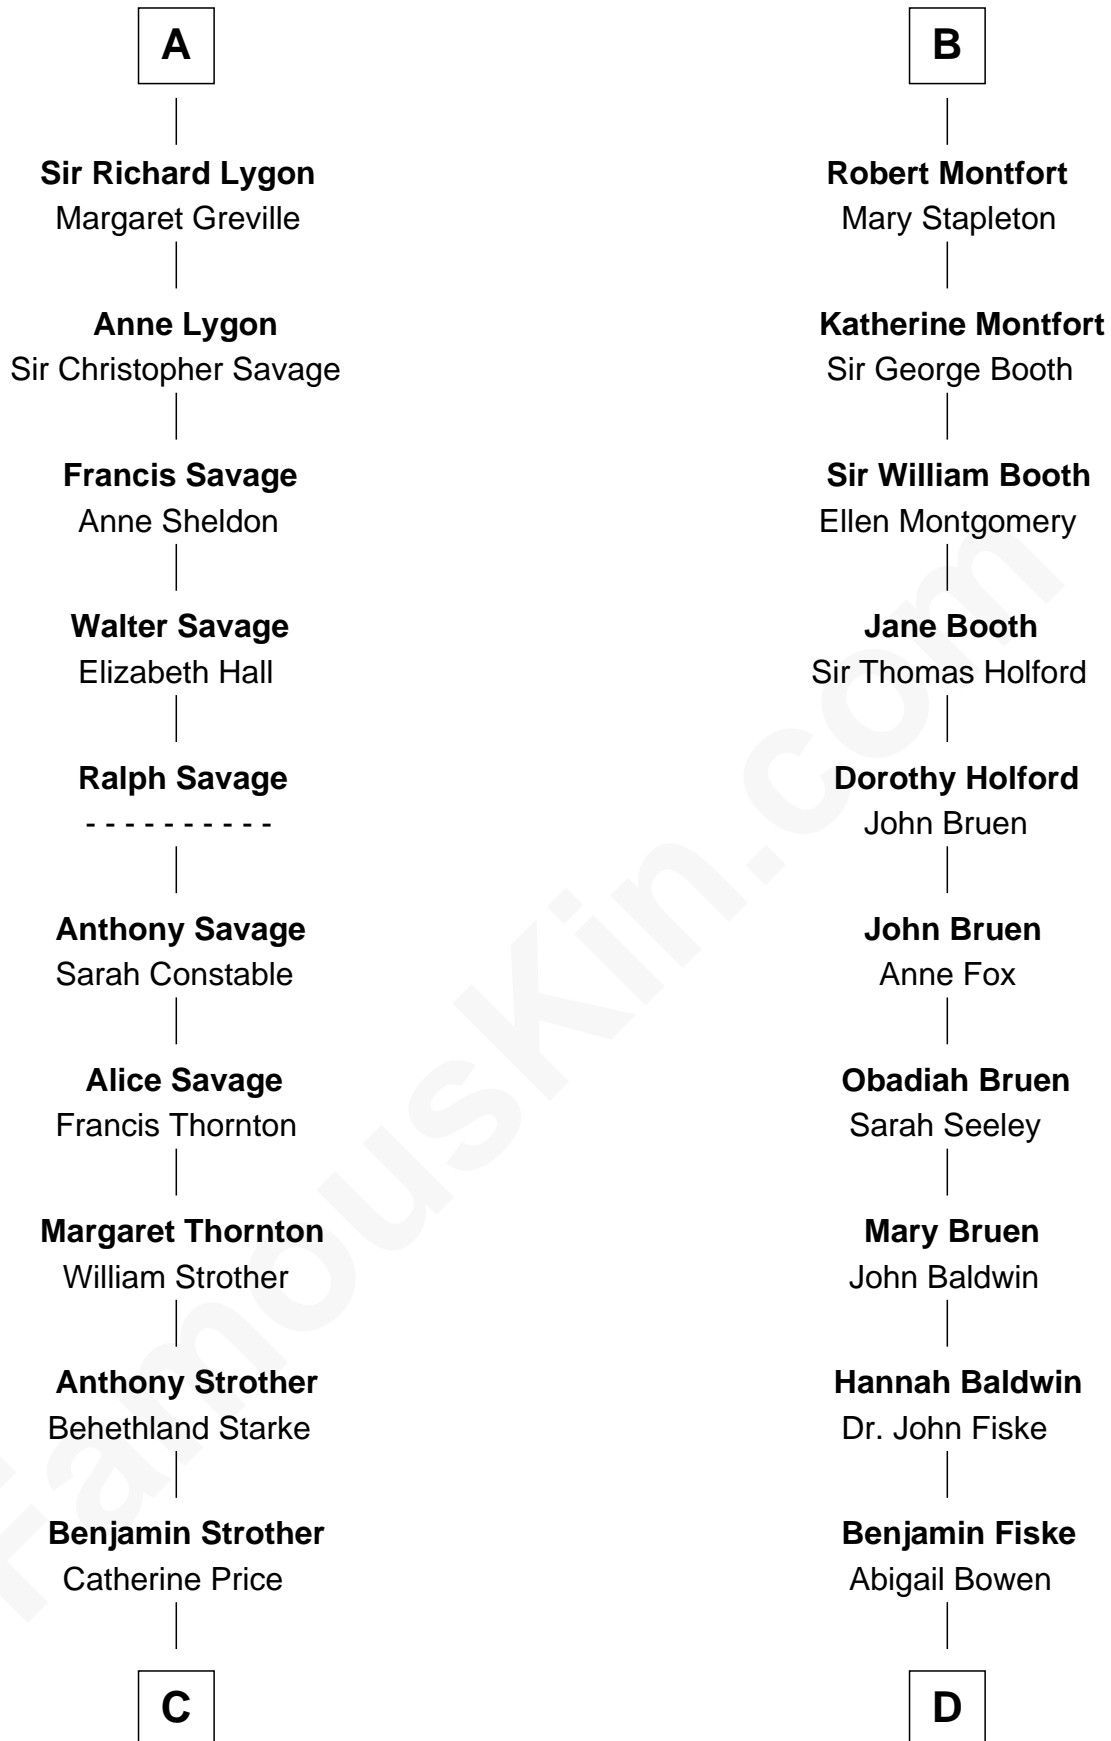 A
Sir Richard Lygon
Margaret Greville
Anne Lygon
Sir Christopher Savage
Francis Savage
Anne Sheldon
Walter Savage
Elizabeth Hall
Ralph Savage
- - - - - - - - - -
Anthony Savage
Sarah Constable
Alice Savage
Francis Thornton
Margaret Thornton
William Strother
Anthony Strother
Behethland Starke
Benjamin Strother
Catherine Price
C
B
Robert Montfort
Mary Stapleton
Katherine Montfort
Sir George Booth
Sir William Booth
Ellen Montgomery
Jane Booth
Sir Thomas Holford
Dorothy Holford
John Bruen
John Bruen
Anne Fox
Obadiah Bruen
Sarah Seeley
Mary Bruen
John Baldwin
Hannah Baldwin
Dr. John Fiske
Benjamin Fiske
Abigail Bowen
D
FamousKin.com